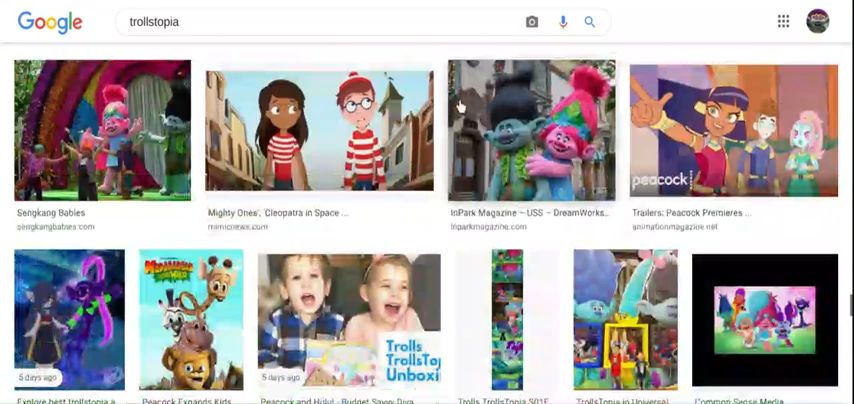 Google
trollstopia
Sengkang Babies
sengkangbabies.com
Mighty Ones', 'Cleopatra in Space ...
mimicnews.com
InPark Magazine – USS – DreamWorks...
inparkmagazine.com
peacock
Trailers: Peacock Premieres ...
animationmagazine.net
5 days ago
Explore best trollstopia a
Peacock Expands Kids
5 days ago
Trolls
TrollsTop
Unboxi
Peacock and Hulu! - Budget Savvy Diva
Trolls TrollsTopia S01E
TrollsTopia in Universal
Common Sense Media